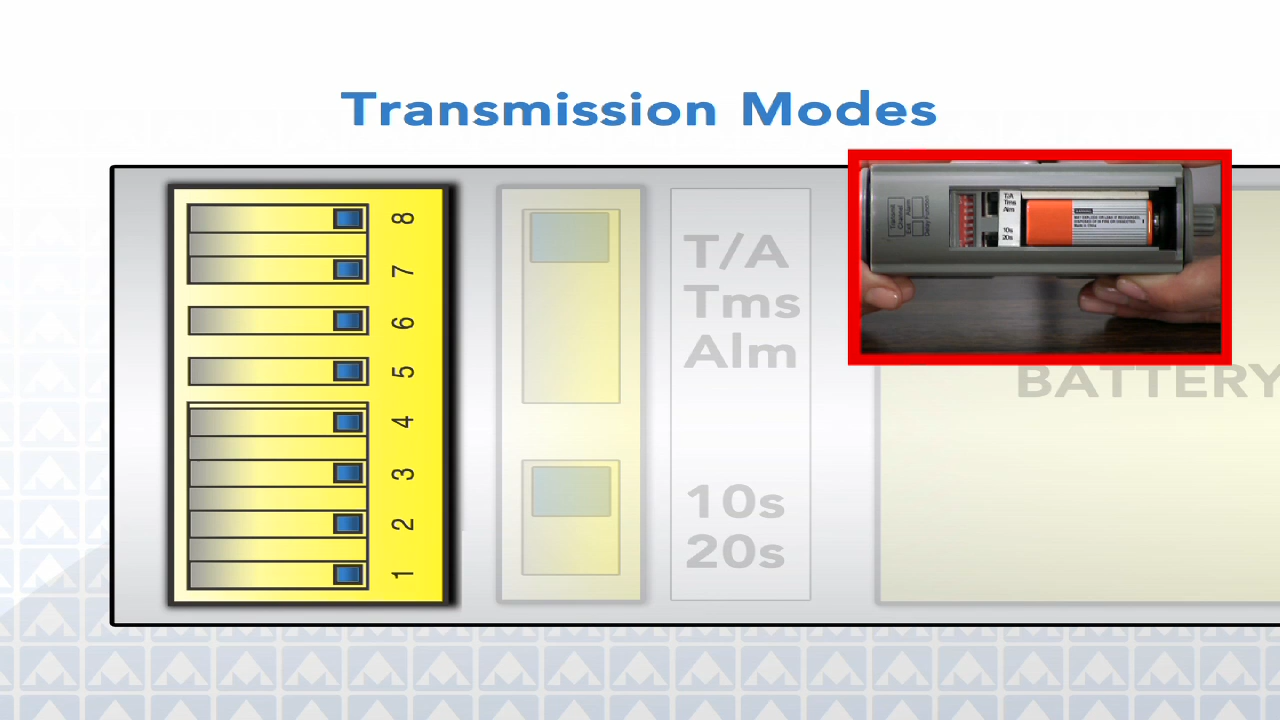 Transmission Modes
8
7
6
5
4
3
2
1
T/A
Tms
Alm
10s
20s
BATTERY
T/A
Tms
Alm
10s
20s